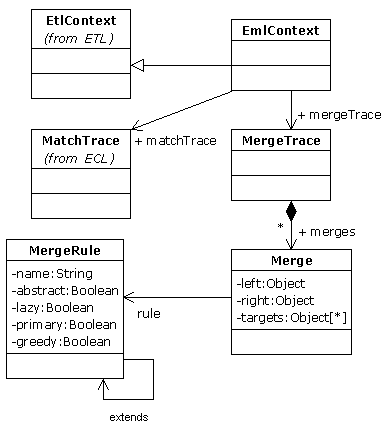 EtlContext
(from ETL)
EmlContext
+ mergeTrace
MatchTrace
(from ECL)
+ matchTrace
MergeTrace
*
+ merges
MergeRule
-name:String
-abstract:Boolean
-lazy:Boolean
-primary:Boolean
-greedy:Boolean
rule
Merge
-left:Object
-right:Object
-targets:Object[*]
extends